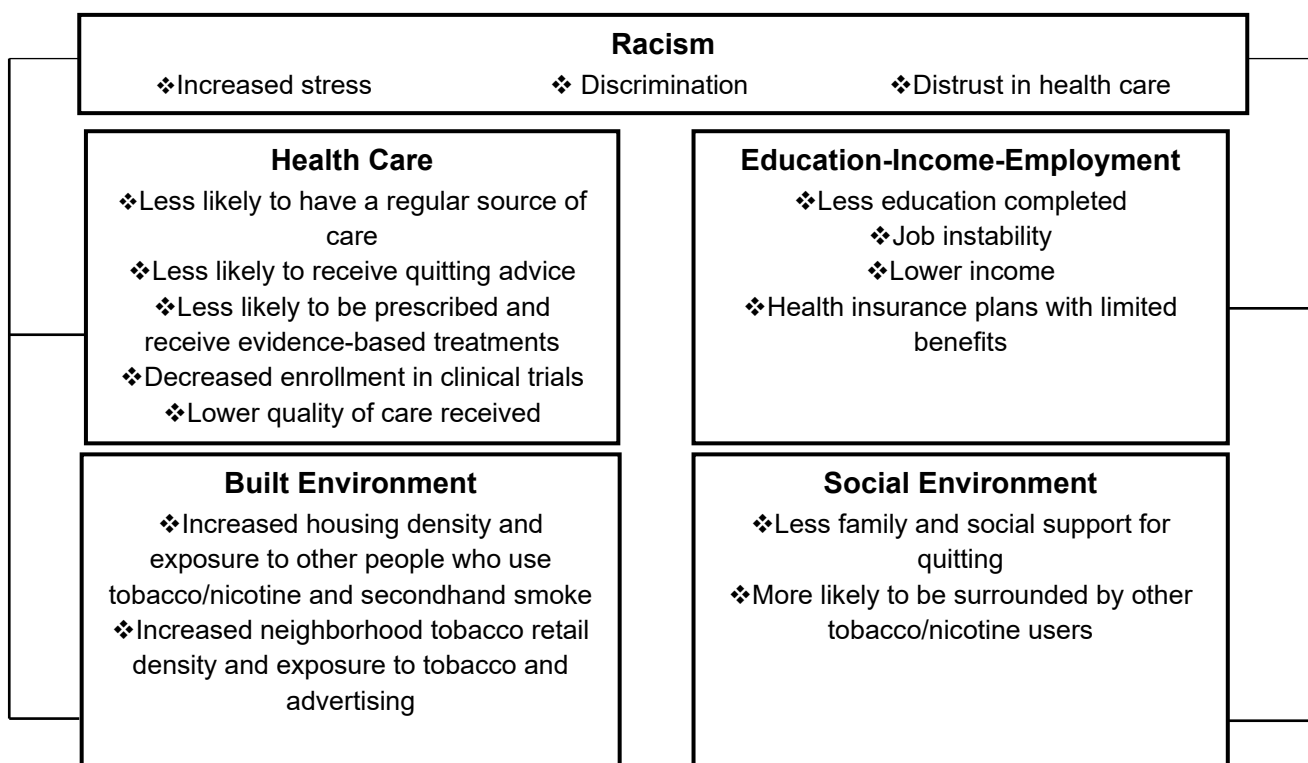 Racism
❖Increased stress ❖ Discrimination ❖Distrust in health care
Health Care
❖Less likely to have a regular source of
care
❖Less likely to receive quitting advice
❖Less likely to be prescribed and
receive evidence-based treatments
❖Decreased enrollment in clinical trials
❖Lower quality of care received
Education-Income-Employment
❖Less education completed
❖Job instability
❖Lower income
❖Health insurance plans with limited
benefits
Built Environment
❖Increased housing density and
exposure to other people who use
tobacco/nicotine and secondhand smoke
❖Increased neighborhood tobacco retail
density and exposure to tobacco and
advertising
Social Environment
❖Less family and social support for
quitting
❖More likely to be surrounded by other
tobacco/nicotine users